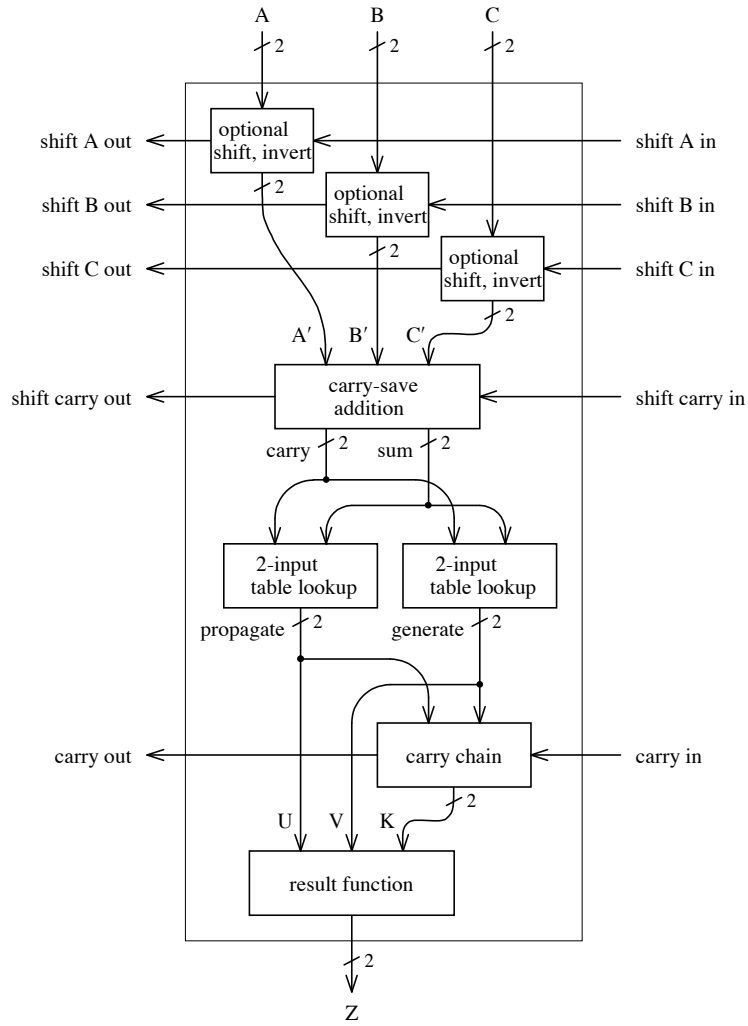 A B C
2 2 2
optional
shift, invert
shift A out shift A in
2
optional
shift, invert
shift B out shift B in
2
optional
shift, invert
shift C out shift C in
2
A′ B′ C′
carry-save
addition
shift carry out shift carry in
carry 2 sum 2
2-input 2-input
table lookup table lookup
propagate 2 generate 2
carry out carry chain carry in
2
U V K
result function
2
Z